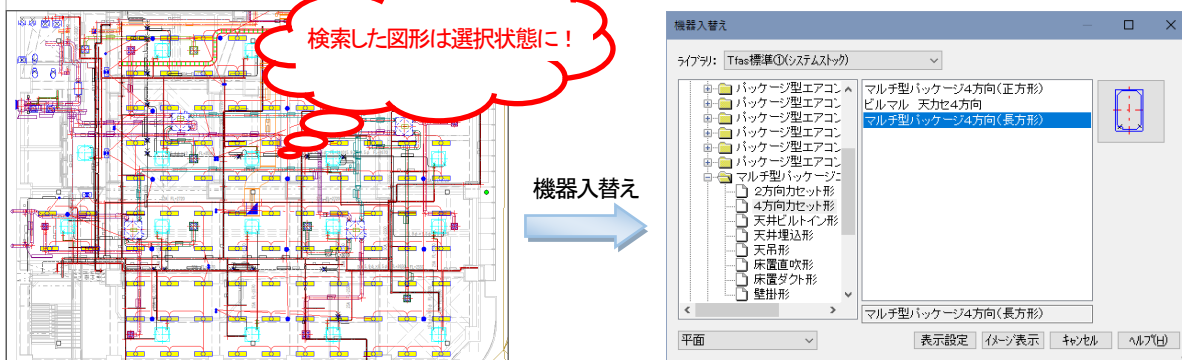 検索した図形は選択状態に！
機器入替え
機器入替え
ライブラリ: Tfas標準①(システムストック)
パッケージ型エアコン
パッケージ型エアコン
パッケージ型エアコン
パッケージ型エアコン
パッケージ型エアコン
マルチ型パッケージエ
2方向カセット形
4方向カセット形
天井ビルトイン形
天井埋込形
天吊形
床置直吹形
床置ダクト形
壁掛形
マルチ型パッケージ4方向(正方形)
ビルマル 天カセ4方向
マルチ型パッケージ4方向(長方形)
マルチ型パッケージ4方向(長方形)
平面
表示設定 イメージ表示 キャンセル ヘルプ(H)